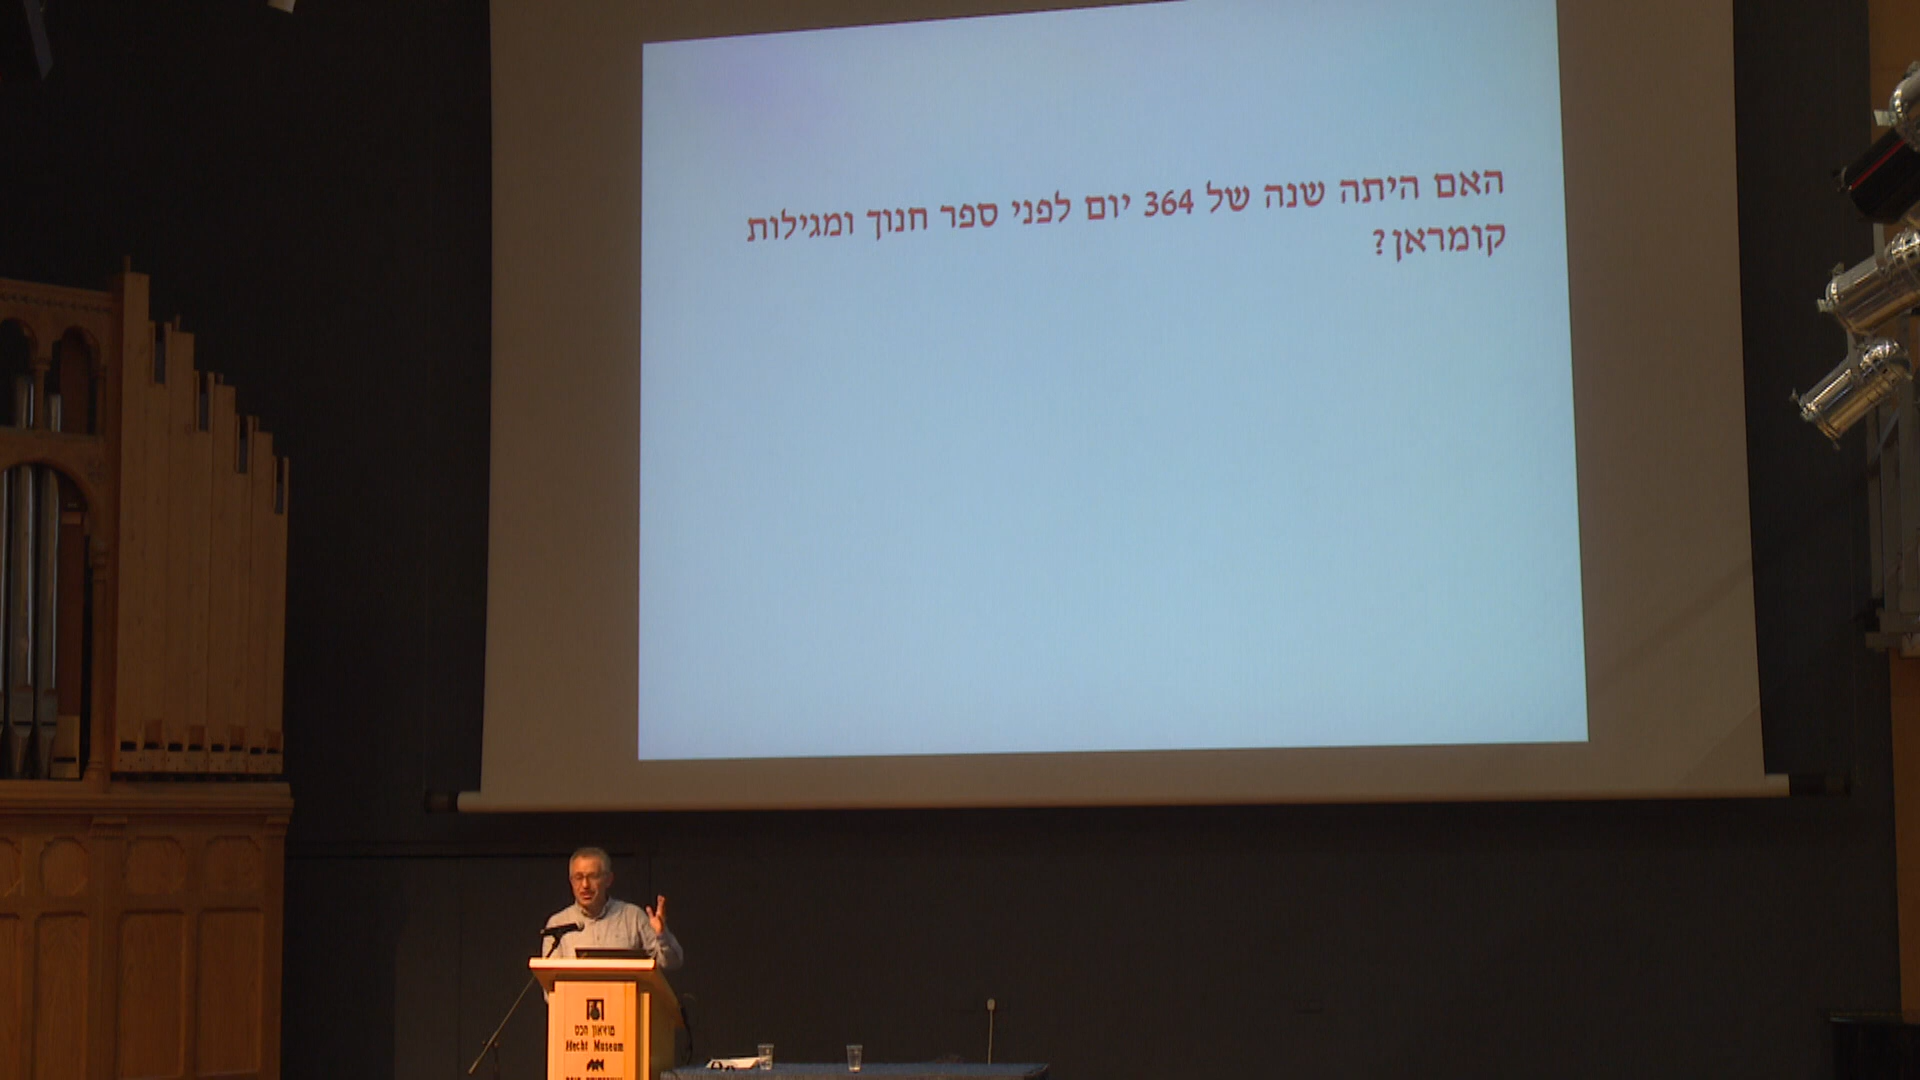 האם היתה שנה של 364 יום לפני ספר חנוך ומגילות
קומראן?
מוזיאון הכט
Hecht Museum